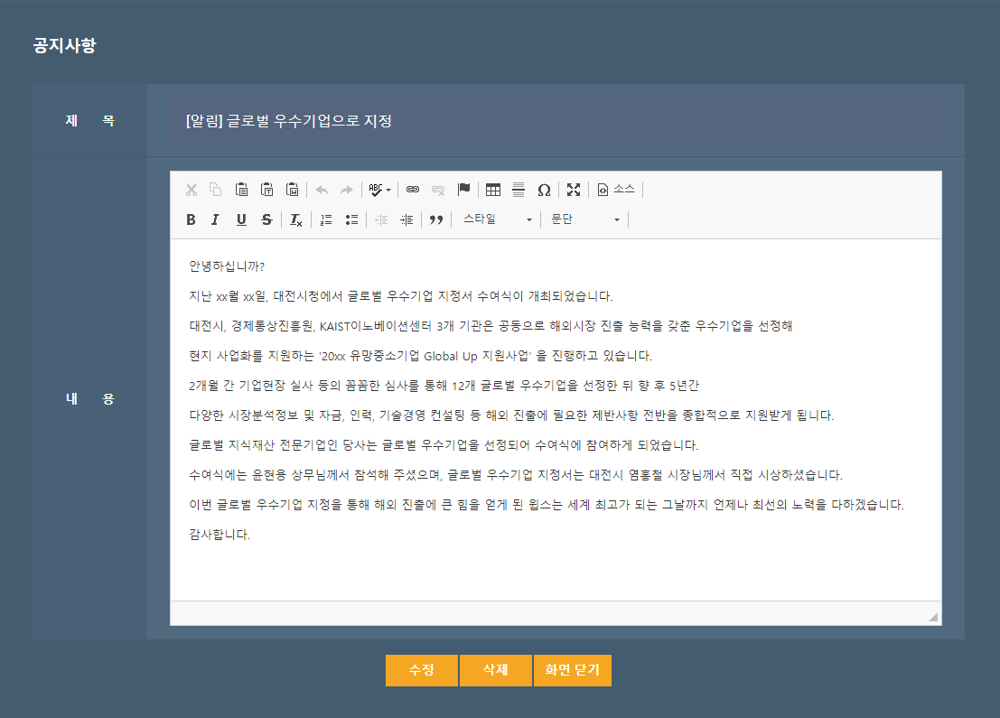 공지사항
제 목
[알림] 글로벌 우수기업으로 지정
ABC
소스
B I U S Ix
스타일
문단
내 용
안녕하십니까?
지난 xx월 xx일, 대전시청에서 글로벌 우수기업 지정서 수여식이 개최되었습니다.
대전시, 경제통상진흥원, KAIST이노베이션센터 3개 기관은 공동으로 해외시장 진출 능력을 갖춘 우수기업을 선정해
현지 사업화를 지원하는 '20xx 유망중소기업 Global Up 지원사업' 을 진행하고 있습니다.
2개월 간 기업현장 실사 등의 꼼꼼한 심사를 통해 12개 글로벌 우수기업을 선정한 뒤 향 후 5년간
다양한 시장분석정보 및 자금, 인력, 기술경영 컨설팅 등 해외 진출에 필요한 제반사항 전반을 종합적으로 지원받게 됩니다.
글로벌 지식재산 전문기업인 당사는 글로벌 우수기업을 선정되어 수여식에 참여하게 되었습니다.
수여식에는 윤현용 상무님께서 참석해 주셨으며, 글로벌 우수기업 지정서는 대전시 염홍철 시장님께서 직접 시상하셨습니다.
이번 글로벌 우수기업 지정을 통해 해외 진출에 큰 힘을 얻게 된 윕스는 세계 최고가 되는 그날까지 언제나 최선의 노력을 다하겠습니다.
감사합니다.
수정
삭제
화면 닫기